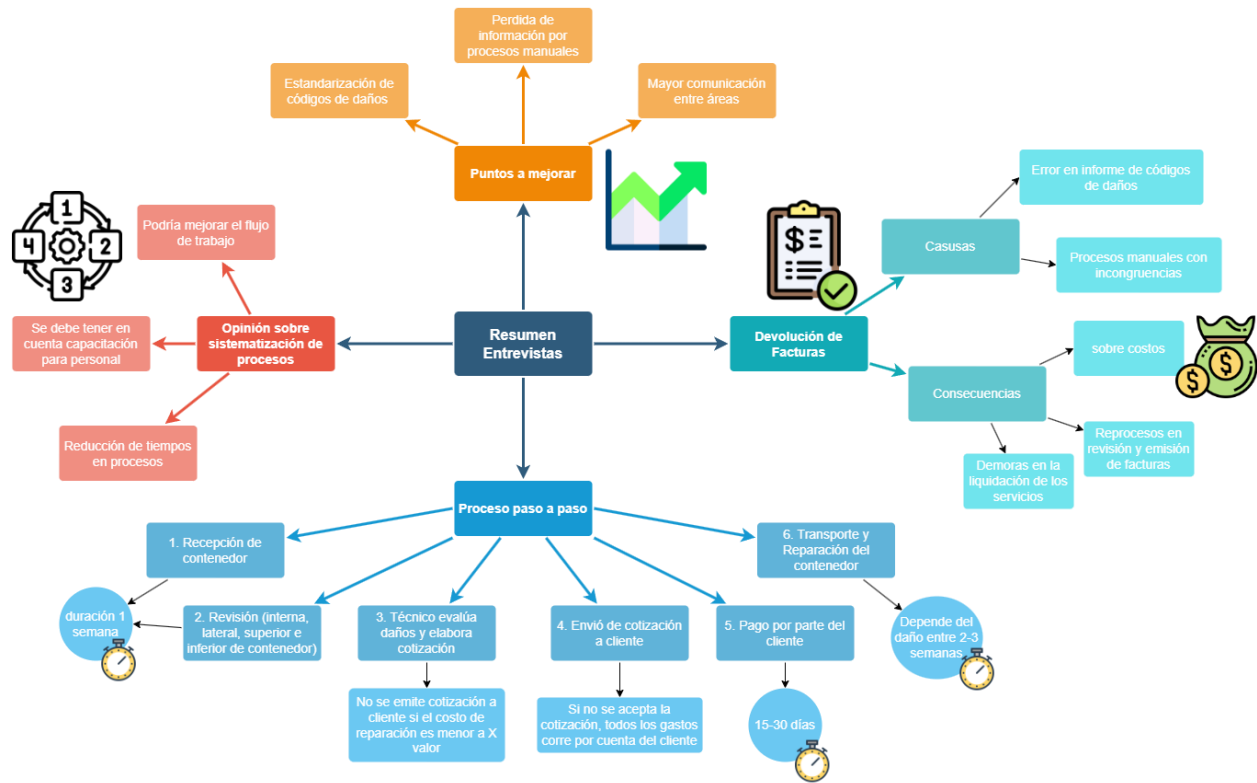 Perdida de
información por
procesos manuales
Estandarización de
códigos de daños
Mayor comunicación
entre áreas
Puntos a mejorar
1
2
3
4
Podría mejorar el flujo
de trabajo
Se debe tener en
cuenta capacitación
para personal
Opinión sobre
sistematización de
procesos
Reducción de tiempos
en procesos
Resumen
Entrevistas
$
Devolución de
Facturas
Casusas
Error en informe de códigos
de daños
Procesos manuales con
incongruencias
Consecuencias
sobre costos
$
$
Reprocesos en
revisión y emisión
de facturas
Demoras en la
liquidación de los
servicios
Proceso paso a paso
1. Recepción de
contenedor
duración 1
semana
2. Revisión (interna,
lateral, superior e
inferior de contenedor)
3. Técnico evalúa
daños y elabora
cotización
No se emite cotización a
cliente si el costo de
reparación es menor a X
valor
4. Envió de cotización
a cliente
Si no se acepta la
cotización, todos los gastos
corre por cuenta del cliente
5. Pago por parte del
cliente
15-30 días
6. Transporte y
Reparación del
contenedor
Depende del
daño entre 2-3
semanas